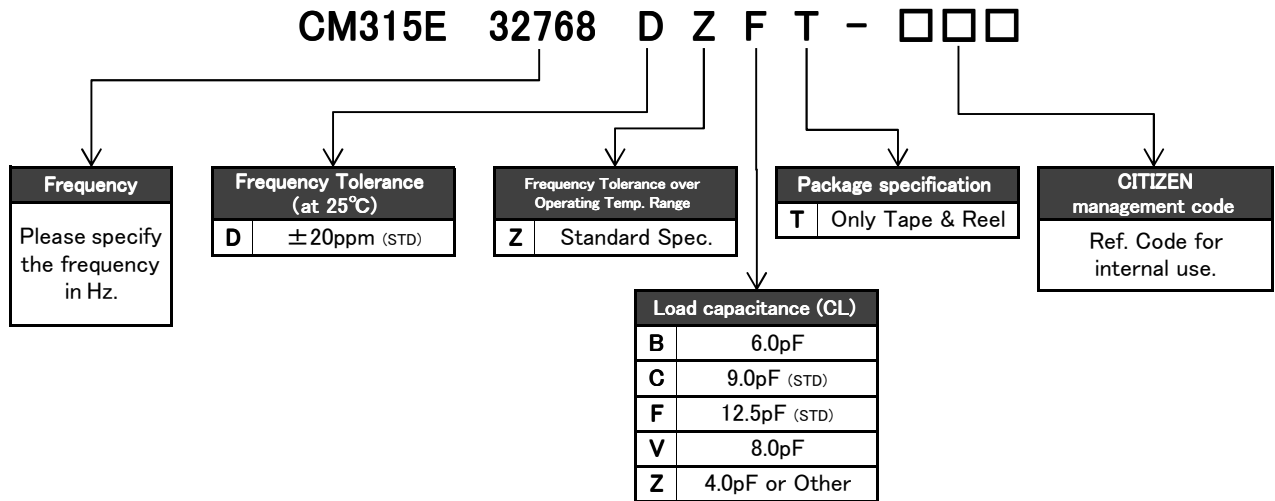 CM315E 32768 D Z F T - □□□
Frequency
Please specify
the frequency
in Hz.
Frequency Tolerance
(at 25℃)
D ±20ppm (STD)
Frequency Tolerance over
Operating Temp. Range
Z Standard Spec.
Package specification
T Only Tape & Reel
CITIZEN
management code
Ref. Code for
internal use.
Load capacitance (CL)
B 6.0pF
C 9.0pF (STD)
F 12.5pF (STD)
V 8.0pF
Z 4.0pF or Other